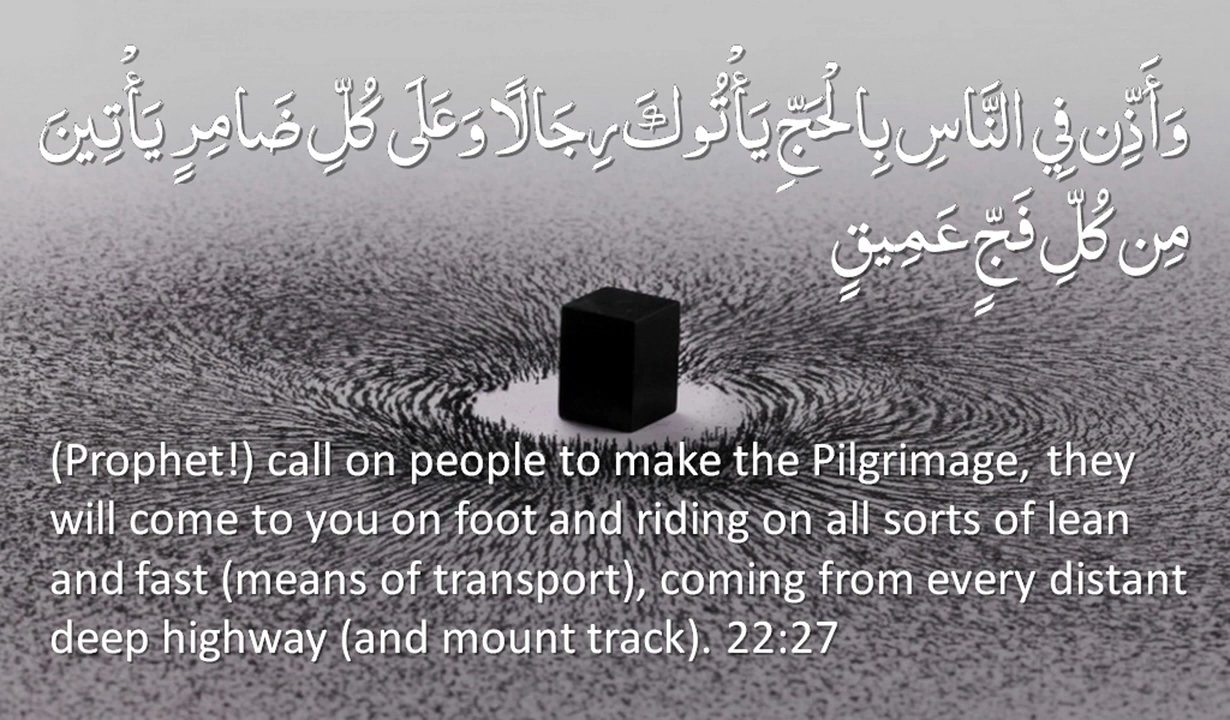 وَأَذِّن فِي النَّاسِ بِالْحَجِّ يَأْتُوكَ رِجَالًا وَعَلَى كُلِّ ضَامِرٍ يَأْتِينَ
مِن كُلِّ فَجٍّ عَمِيقٍ
(Prophet!) call on people to make the Pilgrimage, they
will come to you on foot and riding on all sorts of lean
and fast (means of transport), coming from every distant
deep highway (and mount track). 22:27